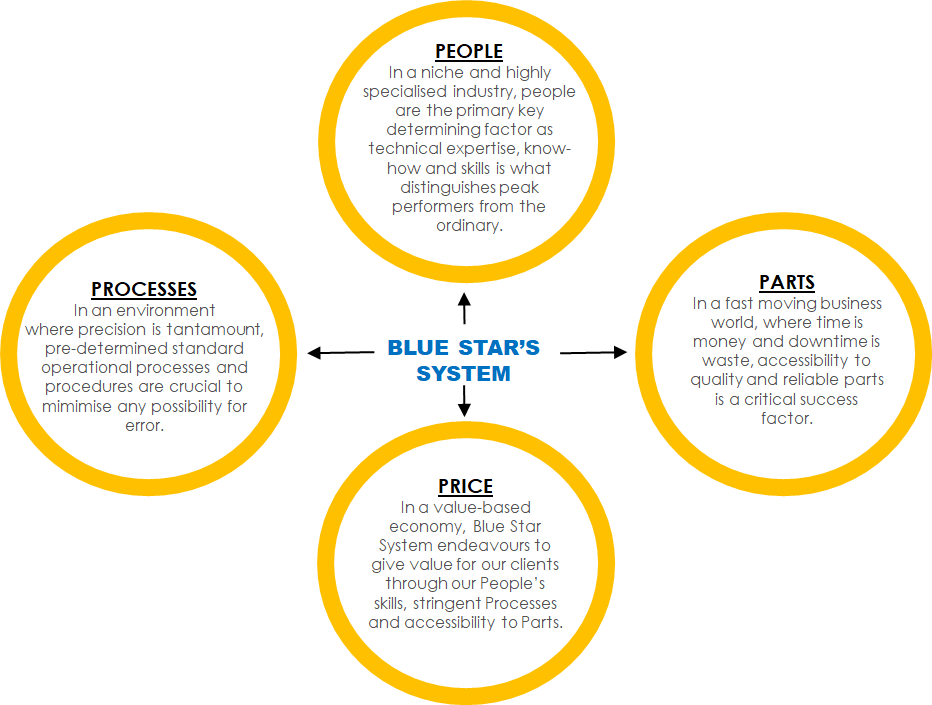 PEOPLE
In a niche and highly
specialised industry, people
are the primary key
determining factor as
technical expertise, know-
how and skills is what
distinguishes peak
performers from the
ordinary.
PROCESSES
In an environment
where precision is tantamount,
pre-determined standard
operational processes and
procedures are crucial to
mimimise any possibility for
error.
BLUE STAR'S
SYSTEM
PARTS
In a fast moving business
world, where time is
money and downtime is
waste, accessibility to
quality and reliable parts
is a critical success
factor.
PRICE
In a value-based
economy, Blue Star
System endeavours to
give value for our clients
through our People's
skills, stringent Processes
and accessibility to Parts.